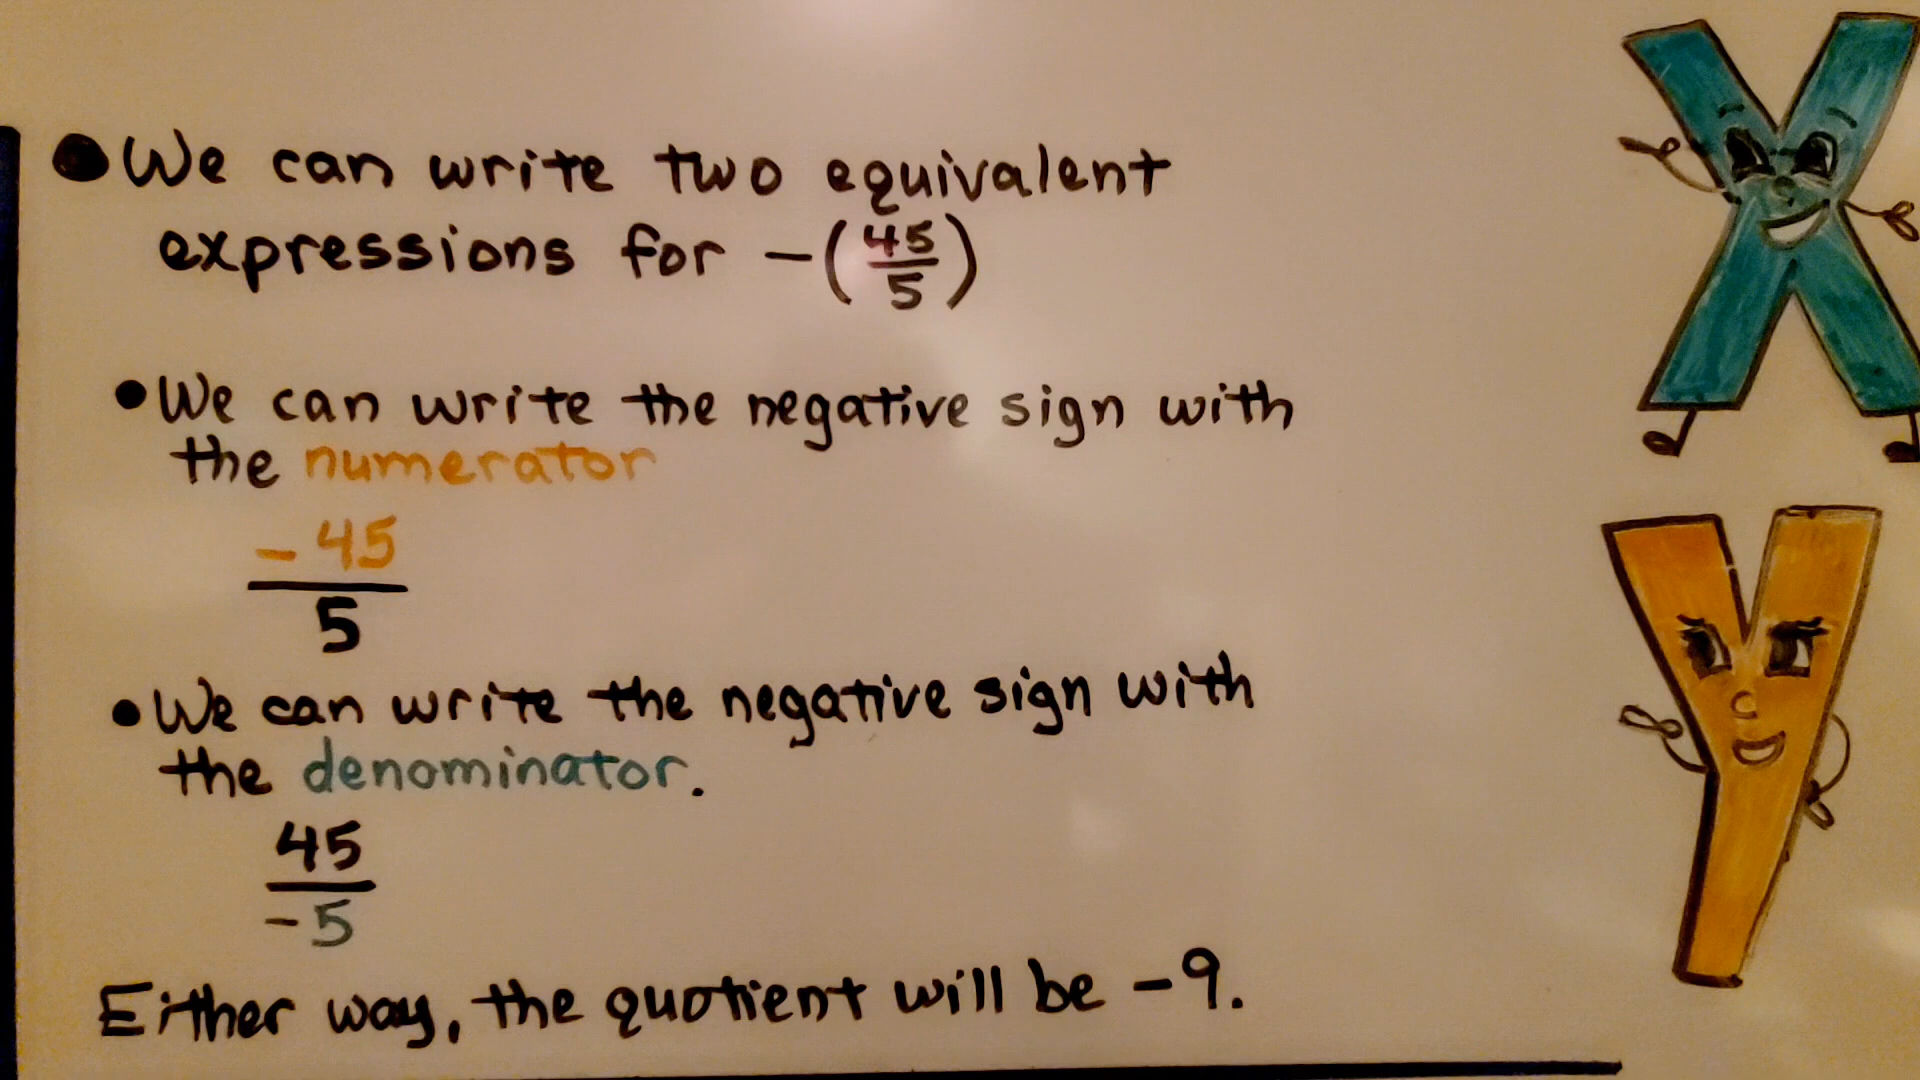 ● We can write two equivalent
expressions for -(45/5)
• We can write the negative sign with
the numerator
-45
5
• We can write the negative sign with
the denominator.
45
-5
Either way, the quotient will be -9.
X
Y